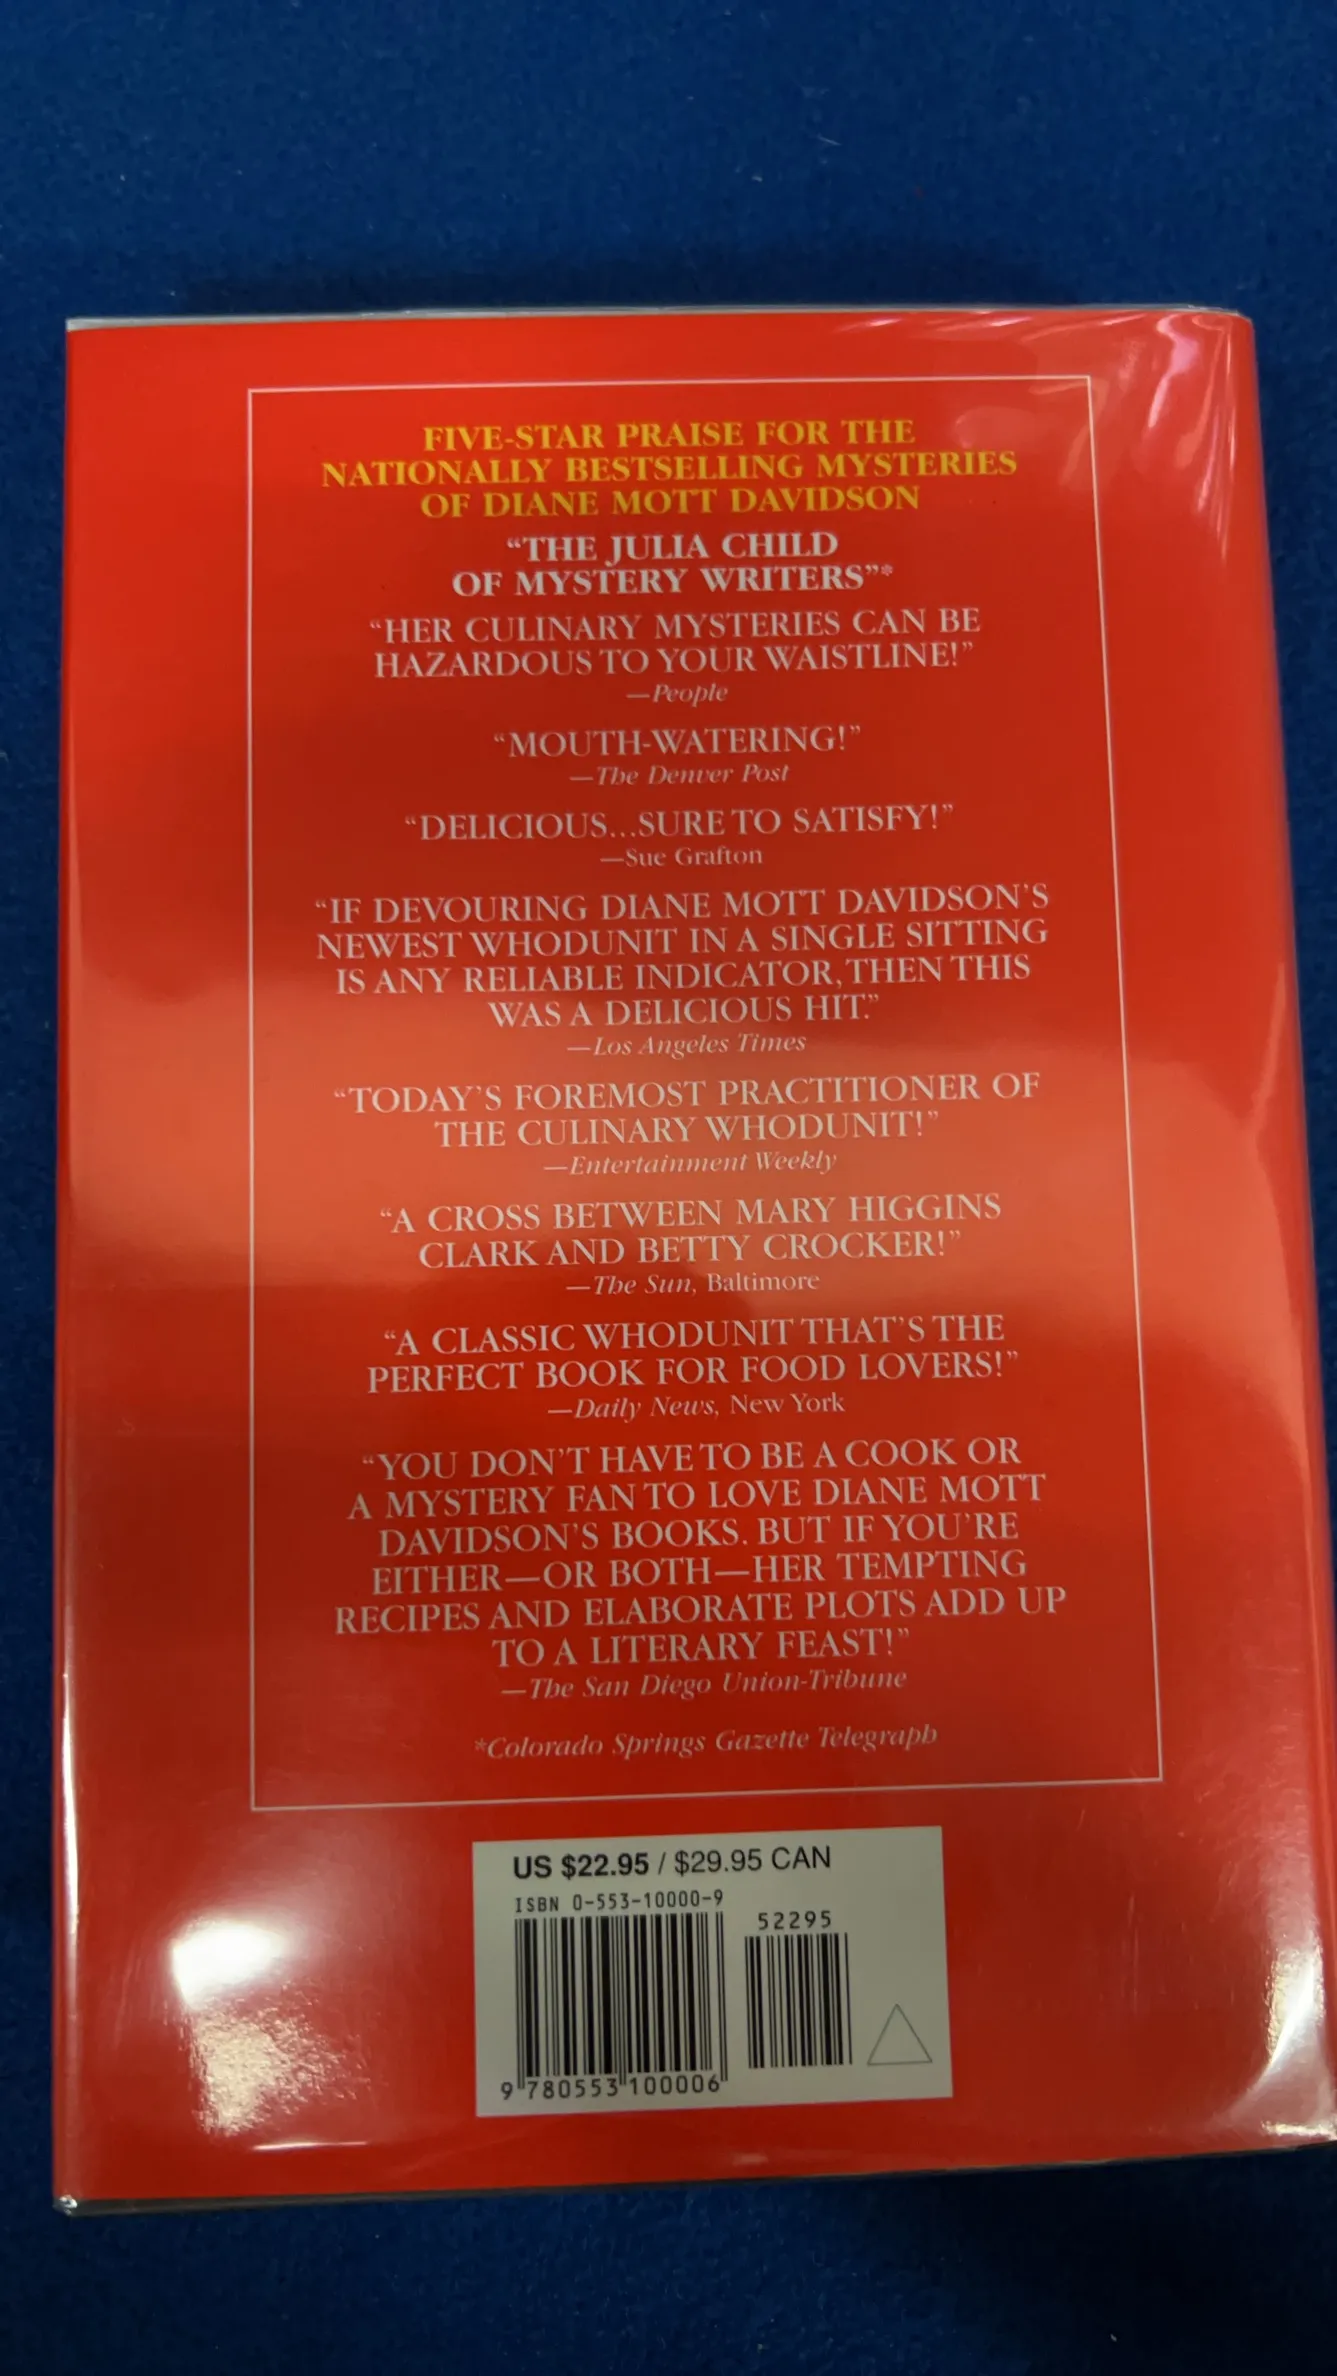 FIVE-STAR PRAISE FOR THE
NATIONALLY BESTSELLING MYSTERIES
OF DIANE MOTT DAVIDSON
“THE JULIA CHILD
OF MYSTERY WRITERS”*
“HER CULINARY MYSTERIES CAN BE
HAZARDOUS TO YOUR WAISTLINE!”
—People
“MOUTH-WATERING!”
—The Denver Post
“DELICIOUS...SURE TO SATISFY!”
—Sue Grafton
“IF DEVOURING DIANE MOTT DAVIDSON’S
NEWEST WHODUNIT IN A SINGLE SITTING
IS ANY RELIABLE INDICATOR, THEN THIS
WAS A DELICIOUS HIT.”
—Los Angeles Times
“TODAY’S FOREMOST PRACTITIONER OF
THE CULINARY WHODUNIT!”
—Entertainment Weekly
“A CROSS BETWEEN MARY HIGGINS
CLARK AND BETTY CROCKER!”
—The Sun, Baltimore
“A CLASSIC WHODUNIT THAT’S THE
PERFECT BOOK FOR FOOD LOVERS!”
—Daily News, New York
“YOU DON’T HAVE TO BE A COOK OR
A MYSTERY FAN TO LOVE DIANE MOTT
DAVIDSON’S BOOKS. BUT IF YOU’RE
EITHER—OR BOTH—HER TEMPTING
RECIPES AND ELABORATE PLOTS ADD UP
TO A LITERARY FEAST!”
—The San Diego Union-Tribune
*Colorado Springs Gazette Telegraph
US $22.95 / $29.95 CAN
ISBN 0-553-10000-9
52295
9 780553 100006